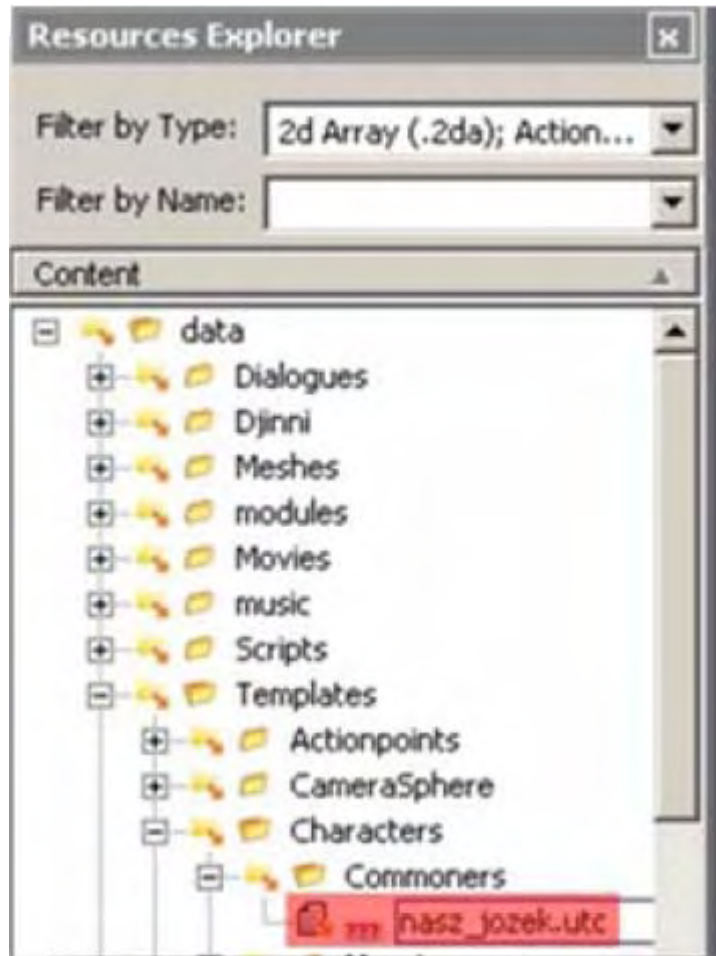 Resources Explorer
Filter by Type: 2d Array (.2da); Action...
Filter by Name:
Content
data
Dialogues
Djinni
Meshes
modules
Movies
music
Scripts
Templates
Actionpoints
CameraSphere
Characters
Commoners
??? nasz_jozek.utc